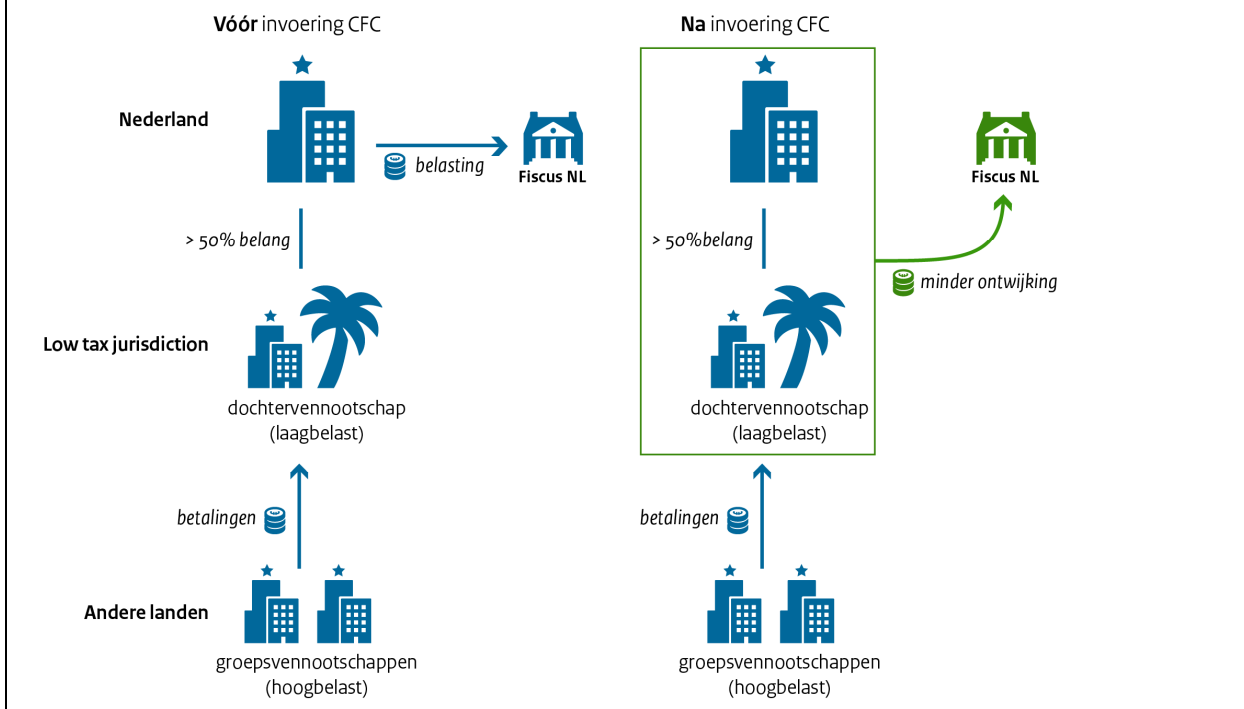 Vóór invoering CFC
Na invoering CFC
Nederland
belasting
Fiscus NL
Fiscus NL
> 50% belang
> 50%belang
minder ontwijking
Low tax jurisdiction
dochtervennootschap
(laagbelast)
dochtervennootschap
(laagbelast)
betalingen
betalingen
Andere landen
groepsvennootschappen
(hoogbelast)
groepsvennootschappen
(hoogbelast)